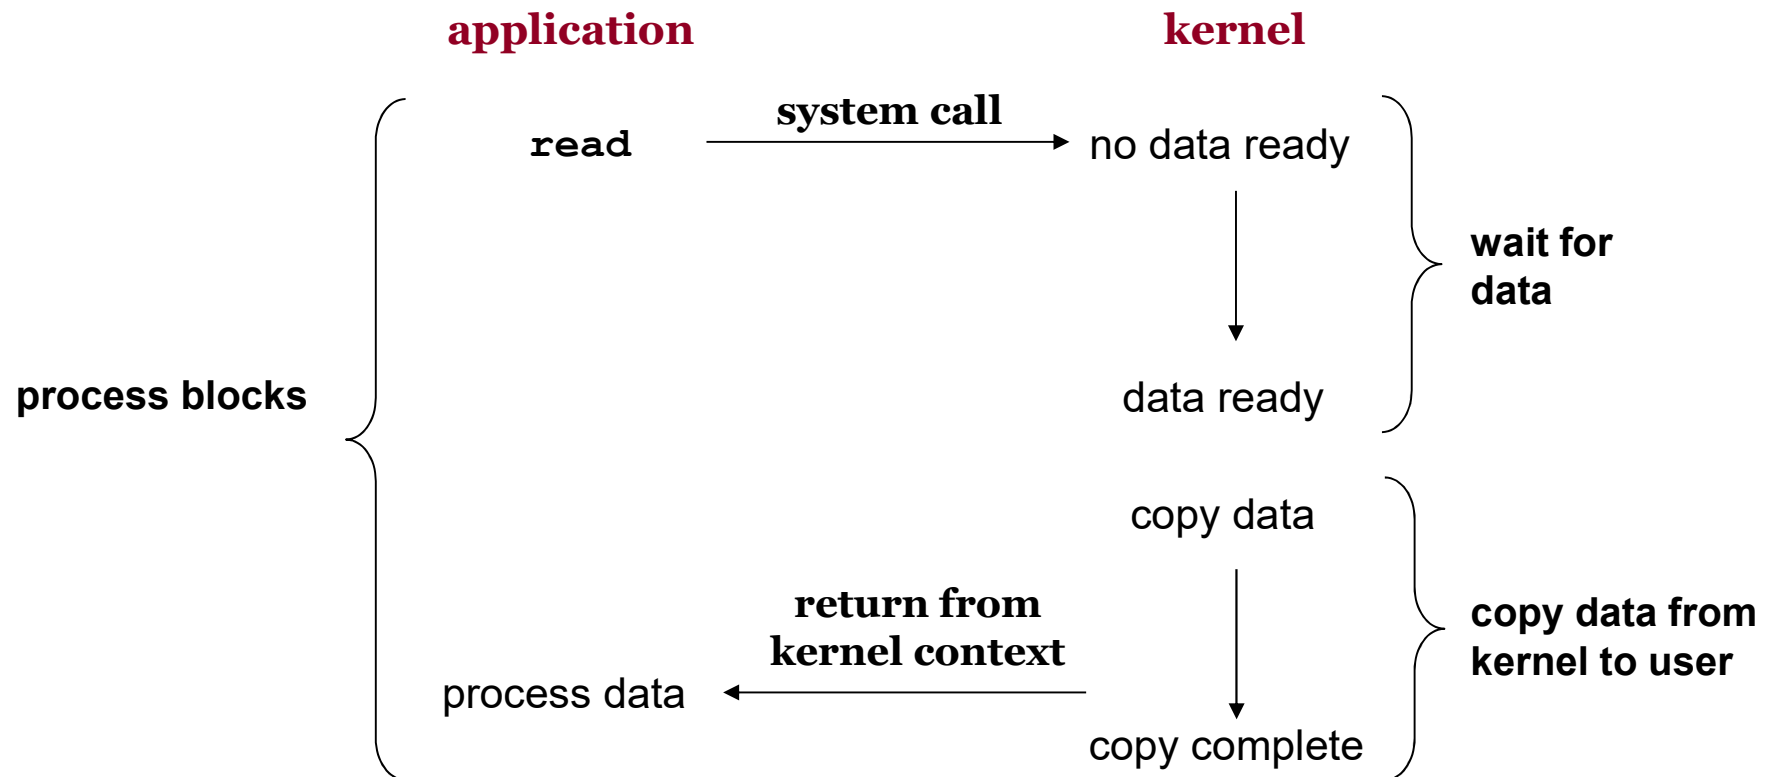 application
kernel
system call
read
no data ready
wait for
data
process blocks
data ready
copy data
return from
kernel context
copy data from
kernel to user
process data
copy complete